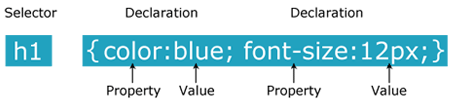 Selector Declaration Declaration
h1 {color:blue; font-size:12px;}
Property Value Property Value